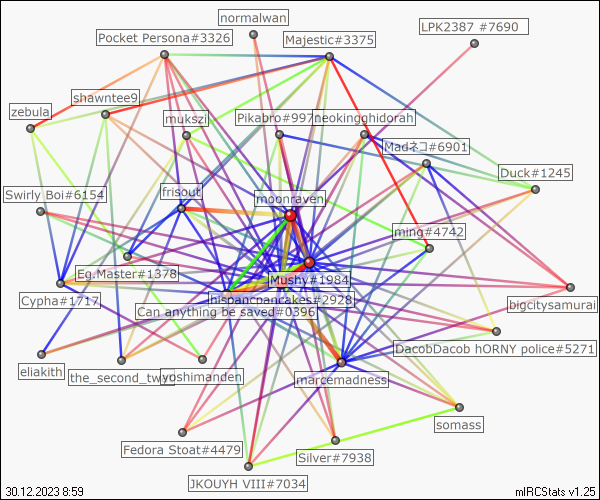 normalwan
LPK2387 #7690
Pocket Persona#3326
Majestic#3375
shawntee9
zebula
mukszi
Pikabro#997
neokingghidorah
Madネコ#6901
Duck#1245
Swirly Boi#6154
frisout
moonraven
ming#4742
Eg.Master#1378
Mushy#1984
Cypha#1717
hispancpancakes#2928
bigcitysamurai
Can anything be saved#0396
DacobDacob hORNY police#5271
eliakith
the_second_tw
yoshimanden
marcemadness
somass
Fedora Stoat#4479
Silver#7938
JKOUYH VIII#7034
30.12.2023 8:59
mIRCStats v1.25